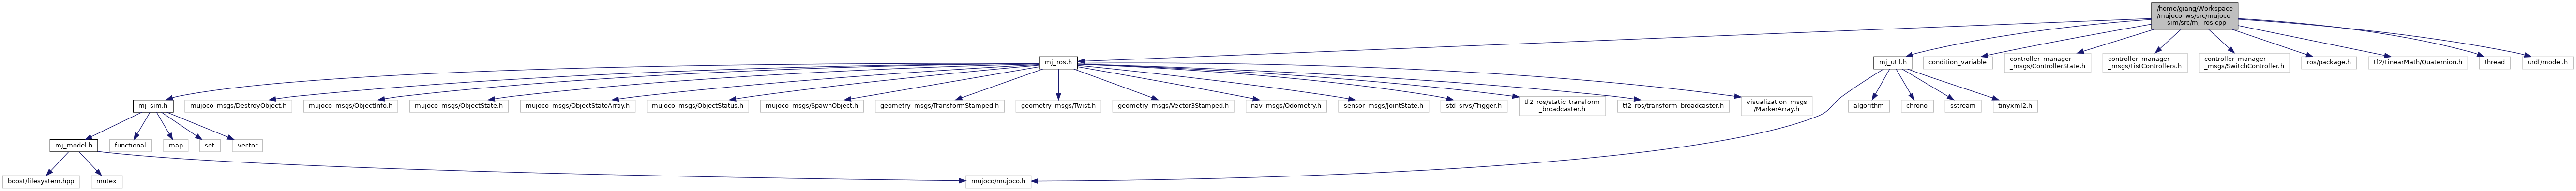 /home/giang/Workspace
/mujoco_ws/src/mujoco
_sim/src/mj_ros.cpp
mj_ros.h
mj_util.h
condition_variable
controller_manager
_msgs/ControllerState.h
controller_manager
_msgs/ListControllers.h
controller_manager
_msgs/SwitchController.h
ros/package.h
tf2/LinearMath/Quaternion.h
thread
urdf/model.h
mj_sim.h
mujoco_msgs/DestroyObject.h
mujoco_msgs/ObjectInfo.h
mujoco_msgs/ObjectState.h
mujoco_msgs/ObjectStateArray.h
mujoco_msgs/ObjectStatus.h
mujoco_msgs/SpawnObject.h
geometry_msgs/TransformStamped.h
geometry_msgs/Twist.h
geometry_msgs/Vector3Stamped.h
nav_msgs/Odometry.h
sensor_msgs/JointState.h
std_srvs/Trigger.h
tf2_ros/static_transform
_broadcaster.h
tf2_ros/transform_broadcaster.h
visualization_msgs
/MarkerArray.h
algorithm
chrono
sstream
tinyxml2.h
mj_model.h
functional
map
set
vector
boost/filesystem.hpp
mutex
mujoco/mujoco.h